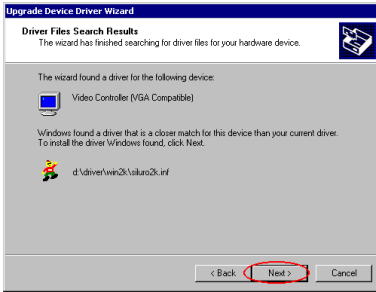 Upgrade Device Driver Wizard
Driver Files Search Results
The wizard has finished searching for driver files for your hardware device.
The wizard found a driver for the following device:
Video Controller (VGA Compatible)
Windows found a driver that is a closer match for this device than your current driver.
To install the driver Windows found, click Next.
d:\driver\win2k\siluro2k.inf
< Back Next > Cancel